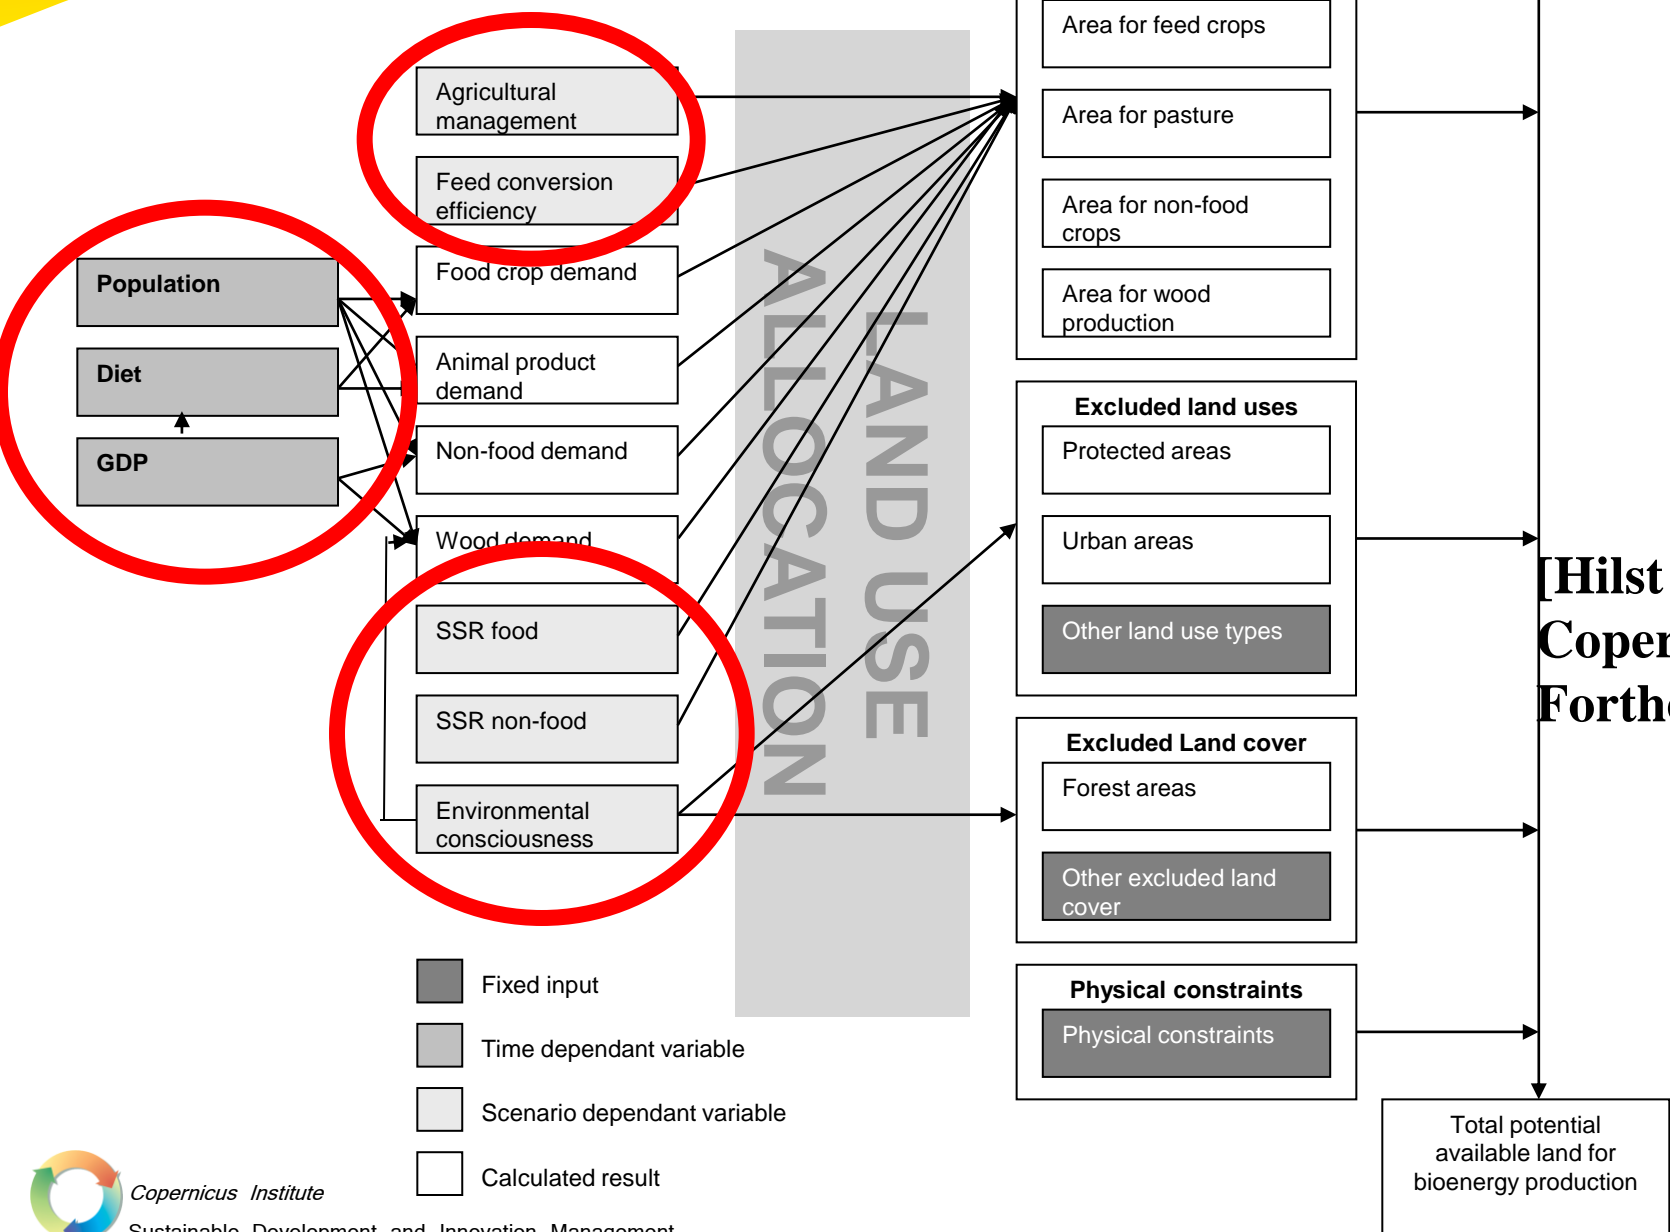 Area for feed crops
Area for pasture
Area for non-food
crops
Area for wood
production
Agricultural
management
Feed conversion
efficiency
Food crop demand
Animal product
demand
Non-food demand
Wood demand
SSR food
SSR non-food
Environmental
consciousness
Population
Diet
GDP
LAND USE
ALLOCATION
Excluded land uses
Protected areas
Urban areas
Other land use types
Excluded Land cover
Forest areas
Other excluded land
cover
Physical constraints
Physical constraints
[Hilst
Coper
Forth
Total potential
available land for
bioenergy production
Fixed input
Time dependant variable
Scenario dependant variable
Calculated result
Copernicus Institute
Sustainable Development and Innovation Management